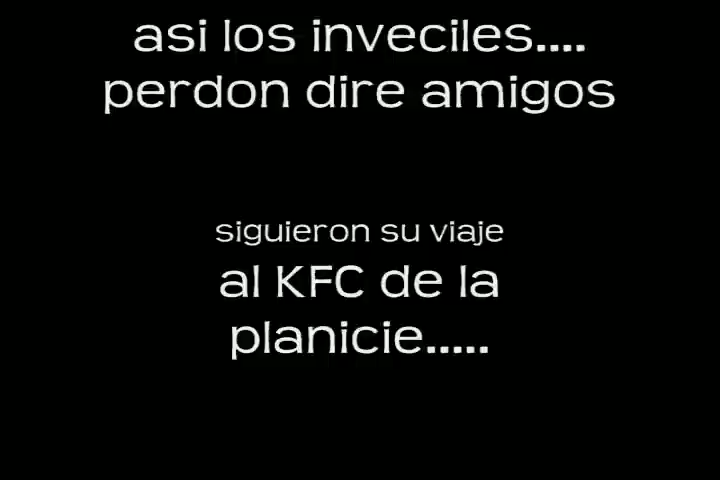 asi los inveciles....
perdon dire amigos
siguieron su viaje
al KFC de la
planicie.....